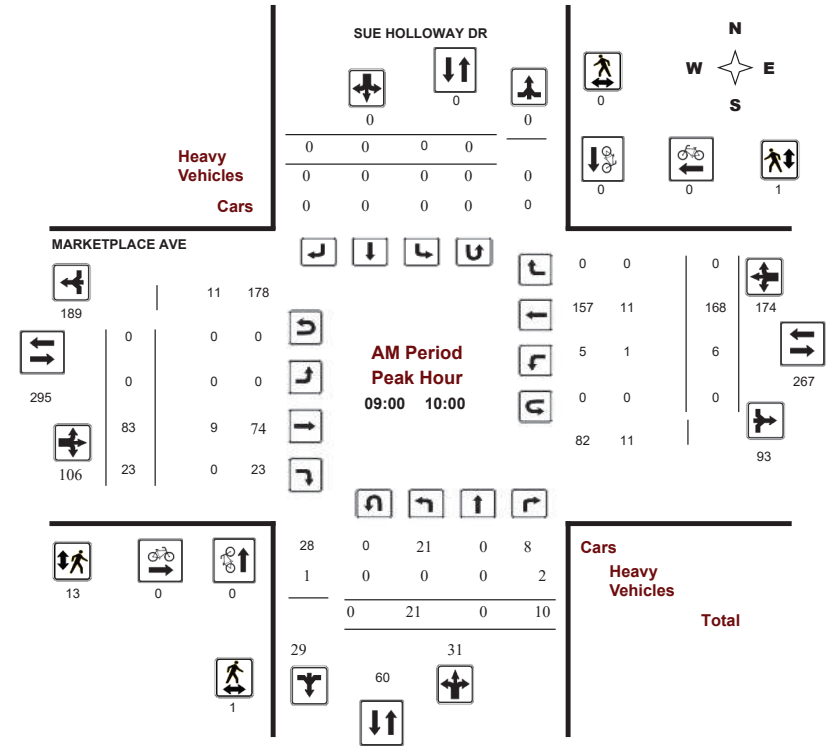 SUE HOLLOWAY DR
N
W E
S
0
0
0
0
0 0 0 0
Heavy
Vehicles
0 0 0 0 0
Cars
0 0 0 0 0
0 0 1
MARKETPLACE AVE
189
11 178
0 0 0
295
0 0 0
83 9 74
106
23 0 23
AM Period
Peak Hour
09:00 10:00
0 0 0
157 11 168 174
5 1 6
267
0 0 0
82 11
93
13 0 0
1
28 0 21 0 8
1 0 0 0 2
0 21 0 10
29 31
60
Cars
Heavy
Vehicles
Total